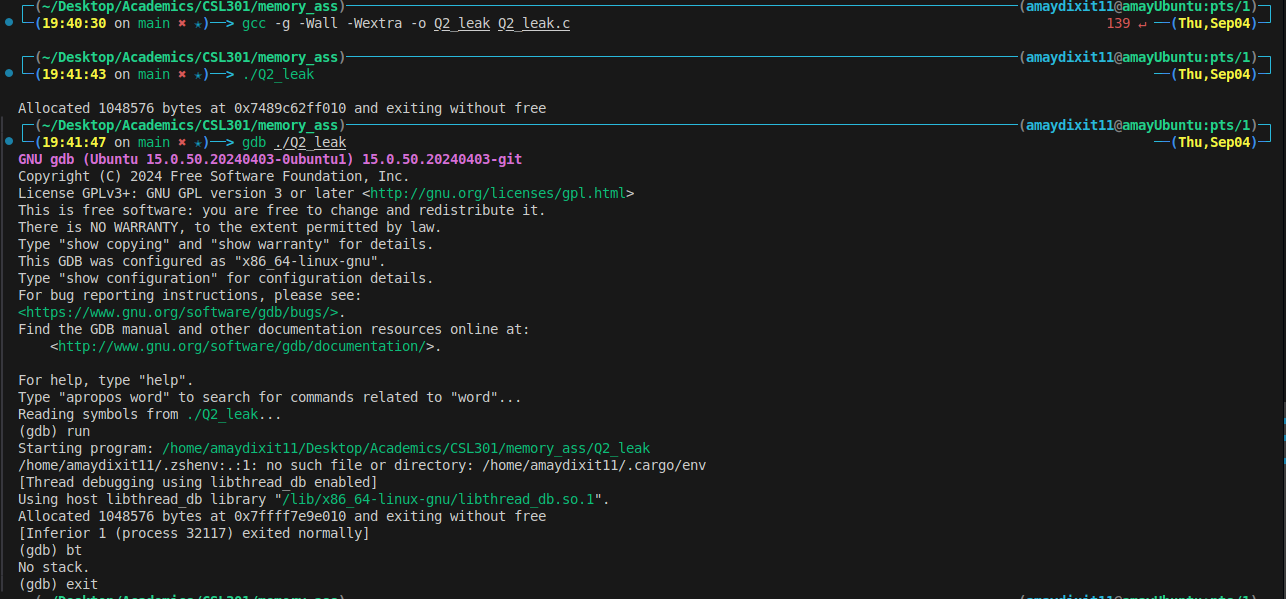 (~/Desktop/Academics/CSL301/memory_ass) (amaydixit11@amayUbuntu:pts/1)
(19:40:30 on main ✖ ★)──> gcc -g -Wall -Wextra -o Q2_leak Q2_leak.c 139 ↵ ──(Thu,Sep04)
(~/Desktop/Academics/CSL301/memory_ass) (amaydixit11@amayUbuntu:pts/1)
(19:41:43 on main ✖ ★)──> ./Q2_leak ──(Thu,Sep04)
Allocated 1048576 bytes at 0x7489c62ff010 and exiting without free
(~/Desktop/Academics/CSL301/memory_ass) (amaydixit11@amayUbuntu:pts/1)
(19:41:47 on main ✖ ★)──> gdb ./Q2_leak ──(Thu,Sep04)
GNU gdb (Ubuntu 15.0.50.20240403-0ubuntu1) 15.0.50.20240403-git
Copyright (C) 2024 Free Software Foundation, Inc.
License GPLv3+: GNU GPL version 3 or later <http://gnu.org/licenses/gpl.html>
This is free software: you are free to change and redistribute it.
There is NO WARRANTY, to the extent permitted by law.
Type "show copying" and "show warranty" for details.
This GDB was configured as "x86_64-linux-gnu".
Type "show configuration" for configuration details.
For bug reporting instructions, please see:
<https://www.gnu.org/software/gdb/bugs/>.
Find the GDB manual and other documentation resources online at:
    <http://www.gnu.org/software/gdb/documentation/>.
For help, type "help".
Type "apropos word" to search for commands related to "word"...
Reading symbols from ./Q2_leak...
(gdb) run
Starting program: /home/amaydixit11/Desktop/Academics/CSL301/memory_ass/Q2_leak
/home/amaydixit11/.zshenv:.:1: no such file or directory: /home/amaydixit11/.cargo/env
[Thread debugging using libthread_db enabled]
Using host libthread_db library "/lib/x86_64-linux-gnu/libthread_db.so.1".
Allocated 1048576 bytes at 0x7ffff7e9e010 and exiting without free
[Inferior 1 (process 32117) exited normally]
(gdb) bt
No stack.
(gdb) exit
(~/Desktop/Academics/CSL301/memory_ass) (amaydixit11@amayUbuntu:pts/1)